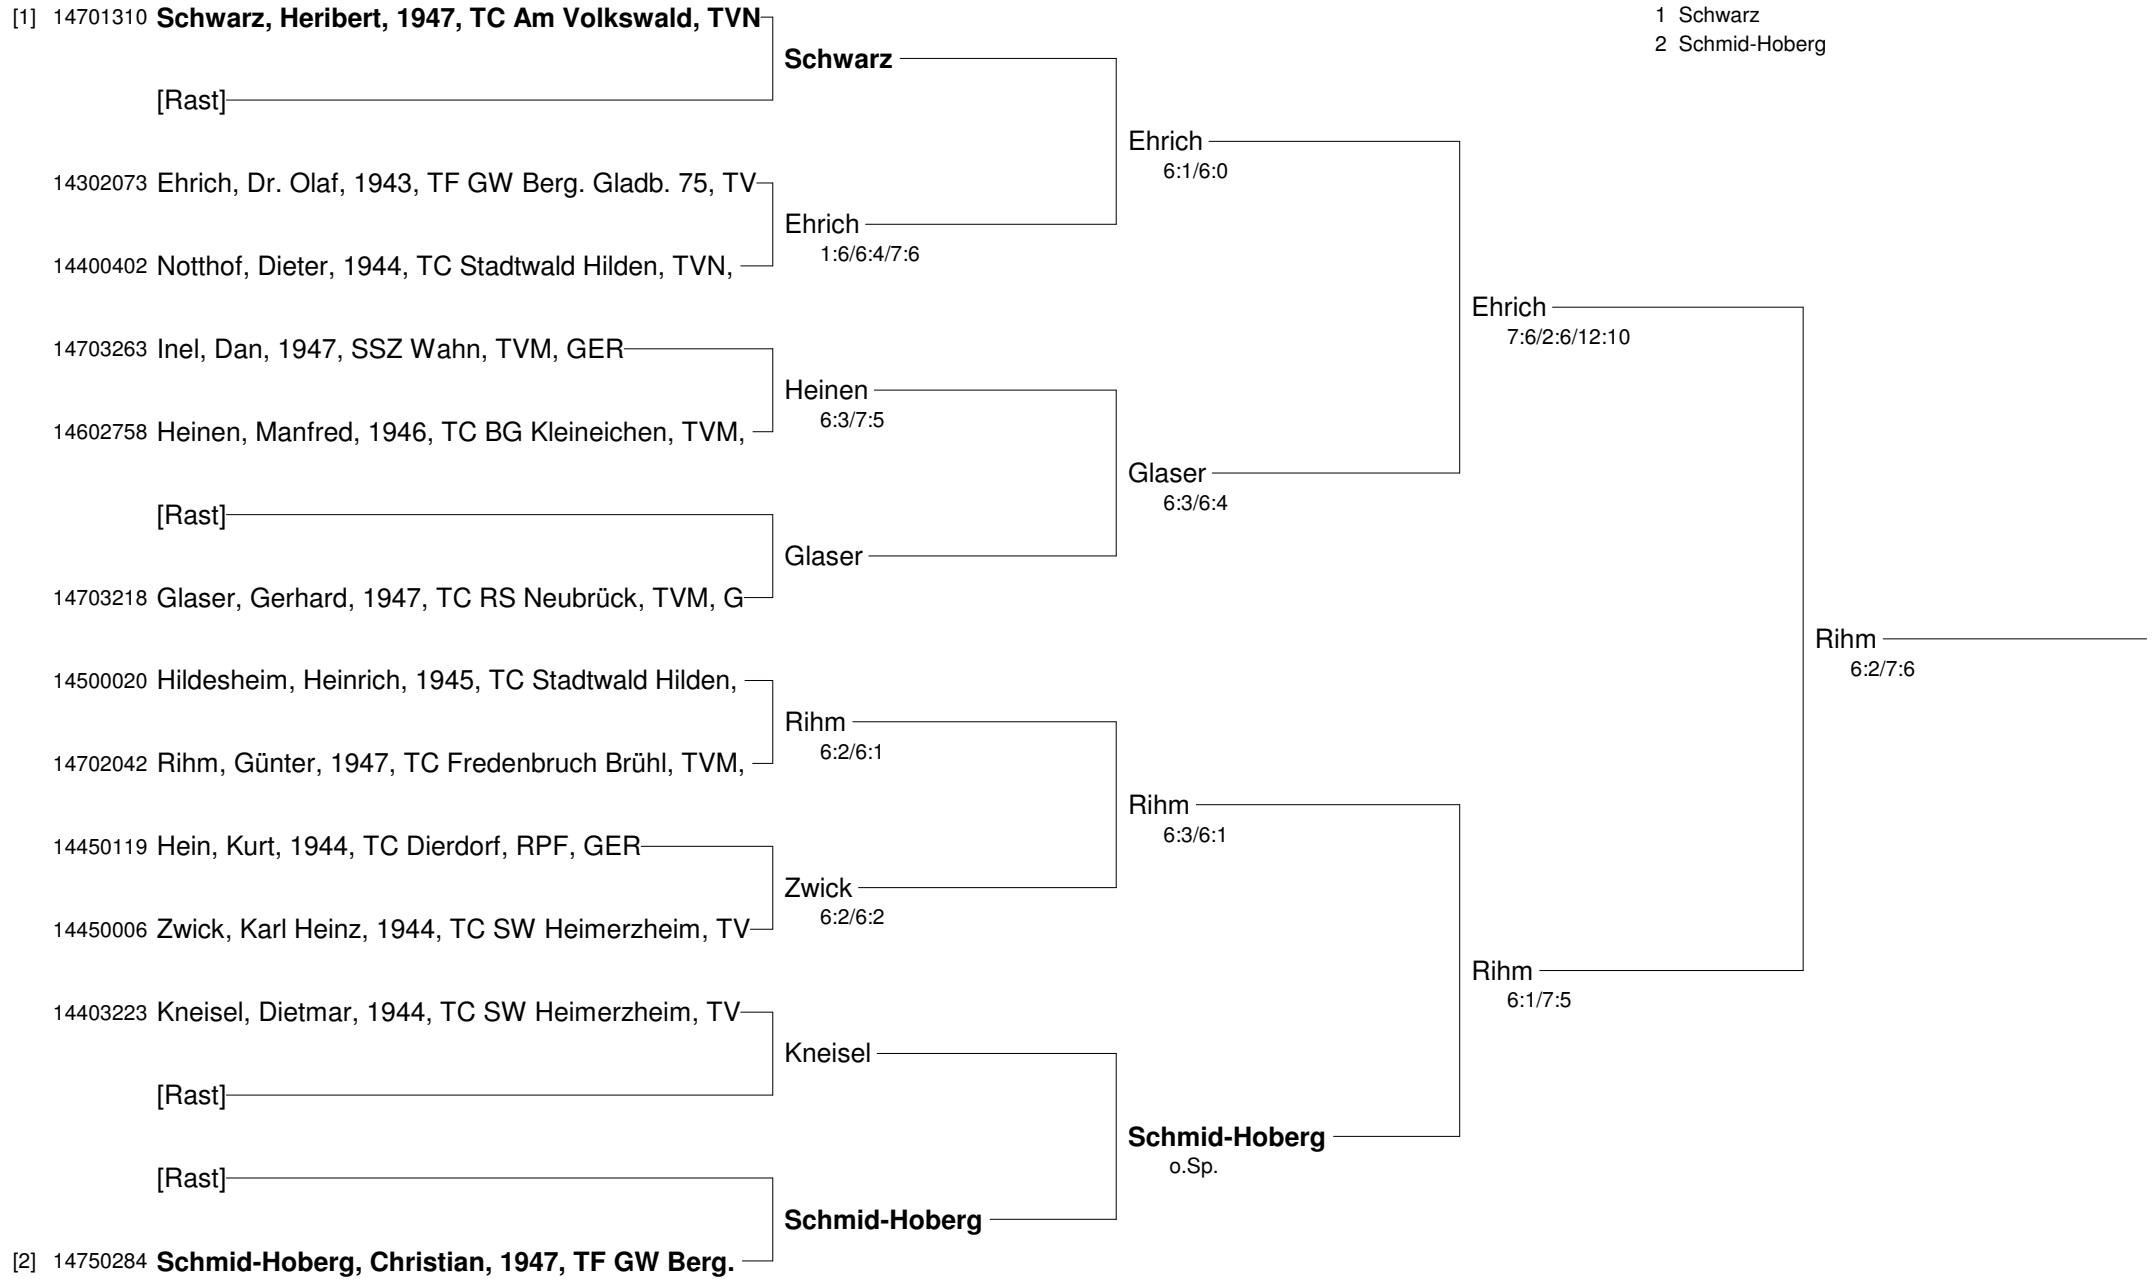 [1] 14701310 Schwarz, Heribert, 1947, TC Am Volkswald, TVN
1 Schwarz
2 Schmid-Hoberg
Schwarz
[Rast]
Ehrich
6:1/6:0
14302073 Ehrich, Dr. Olaf, 1943, TF GW Berg. Gladb. 75, TV
Ehrich
1:6/6:4/7:6
14400402 Notthof, Dieter, 1944, TC Stadtwald Hilden, TVN,
Ehrich
7:6/2:6/12:10
14703263 Inel, Dan, 1947, SSZ Wahn, TVM, GER
Heinen
6:3/7:5
14602758 Heinen, Manfred, 1946, TC BG Kleineichen, TVM,
Glaser
6:3/6:4
[Rast]
Glaser
14703218 Glaser, Gerhard, 1947, TC RS Neubrück, TVM, G
Rihm
6:2/7:6
14500020 Hildesheim, Heinrich, 1945, TC Stadtwald Hilden,
Rihm
6:2/6:1
14702042 Rihm, Günter, 1947, TC Fredenbruch Brühl, TVM,
Rihm
6:3/6:1
14450119 Hein, Kurt, 1944, TC Dierdorf, RPF, GER
Zwick
6:2/6:2
14450006 Zwick, Karl Heinz, 1944, TC SW Heimerzheim, TV
Rihm
6:1/7:5
14403223 Kneisel, Dietmar, 1944, TC SW Heimerzheim, TV
Kneisel
[Rast]
Schmid-Hoberg
o.Sp.
[Rast]
Schmid-Hoberg
[2] 14750284 Schmid-Hoberg, Christian, 1947, TF GW Berg.